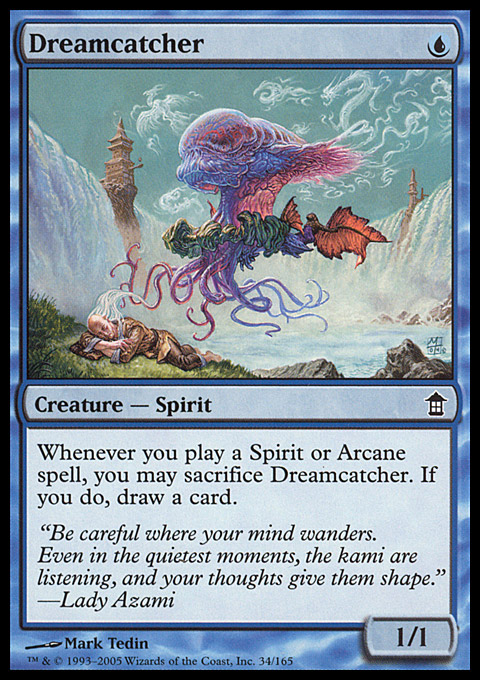 Dreamcatcher
Creature — Spirit
Whenever you play a Spirit or Arcane
spell, you may sacrifice Dreamcatcher. If
you do, draw a card.
“Be careful where your mind wanders.
Even in the quietest moments, the kami are
listening, and your thoughts give them shape.”
—Lady Azami
1/1
Mark Tedin
™ & © 1993–2005 Wizards of the Coast, Inc. 34/165